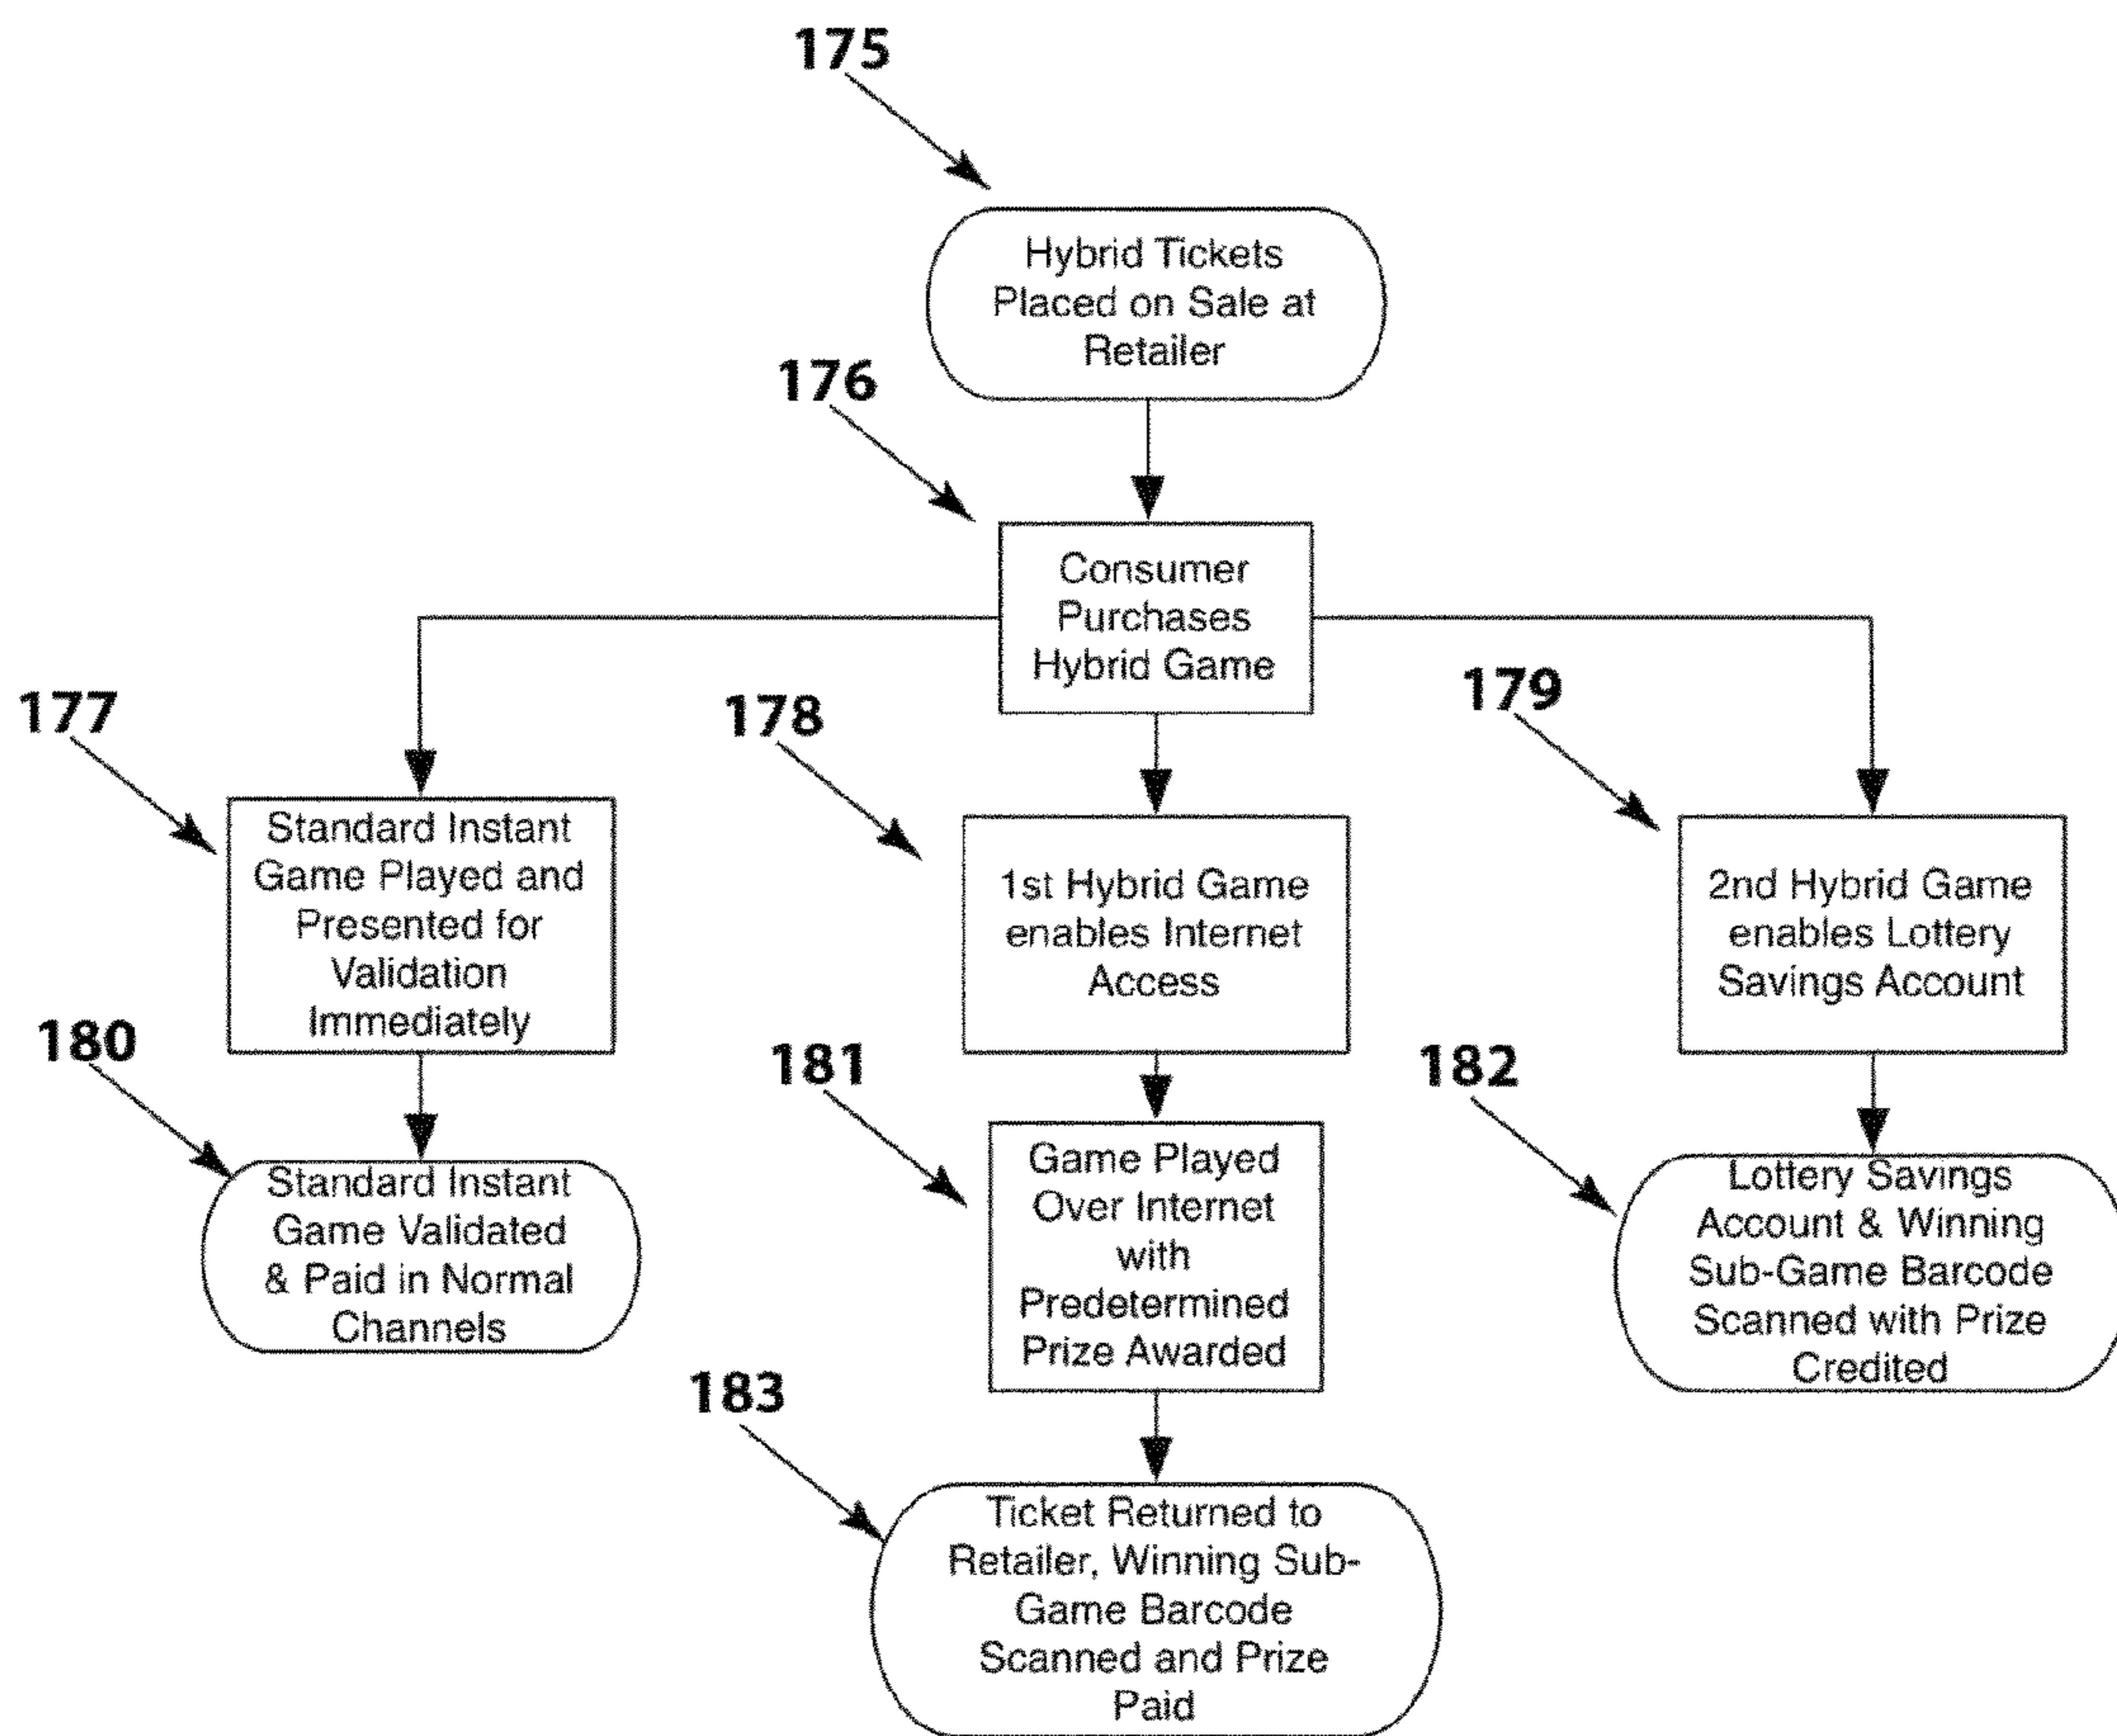 175
Hybrid Tickets
Placed on Sale at
Retailer
176
Consumer
Purchases
Hybrid Game
177
Standard Instant
Game Played and
Presented for
Validation
Immediately
178
1st Hybrid Game
enables Internet
Access
179
2nd Hybrid Game
enables Lottery
Savings Account
180
Standard Instant
Game Validated
& Paid in Normal
Channels
181
Game Played
Over Internet
with
Predetermined
Prize Awarded
182
Lottery Savings
Account & Winning
Sub-Game Barcode
Scanned with Prize
Credited
183
Ticket Returned to
Retailer, Winning Sub-
Game Barcode
Scanned and Prize
Paid